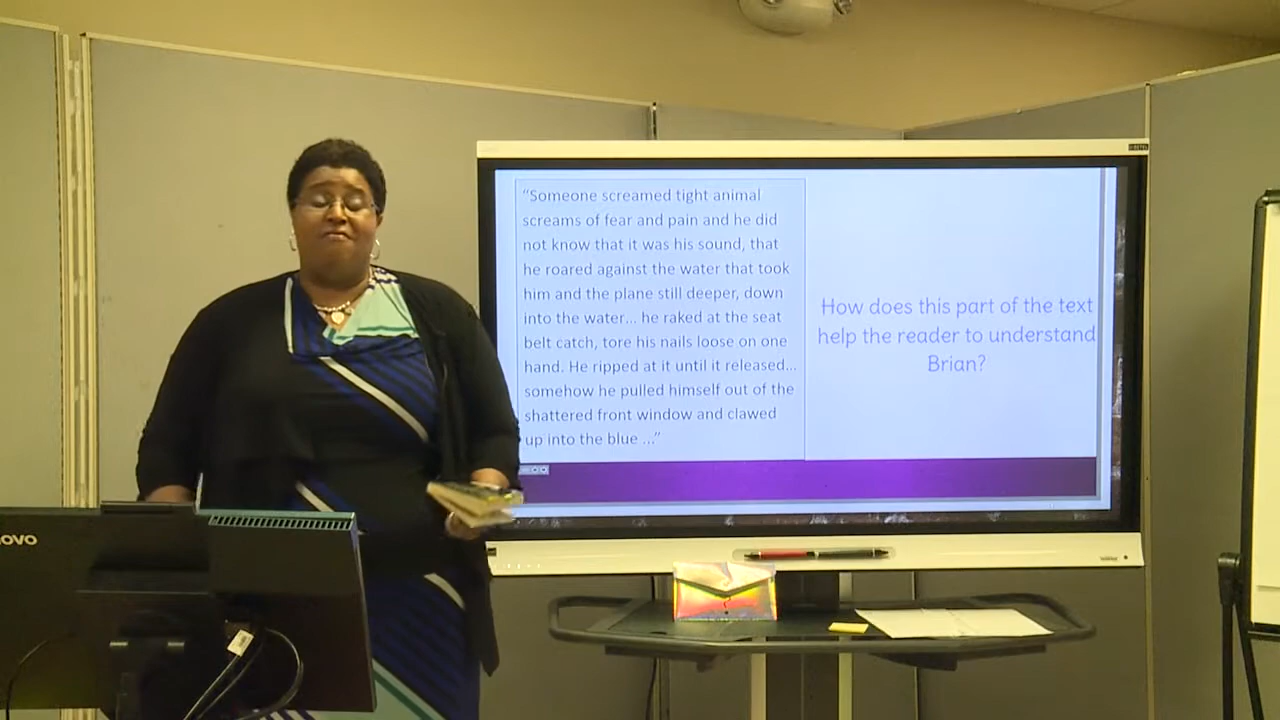 “Someone screamed tight animal
screams of fear and pain and he did
not know that it was his sound, that
he roared against the water that took
him and the plane still deeper, down
into the water... he raked at the seat
belt catch, tore his nails loose on one
hand. He ripped at it until it released...
somehow he pulled himself out of the
shattered front window and clawed
up into the blue ...”
How does this part of the text
help the reader to understand
Brian?
ovo